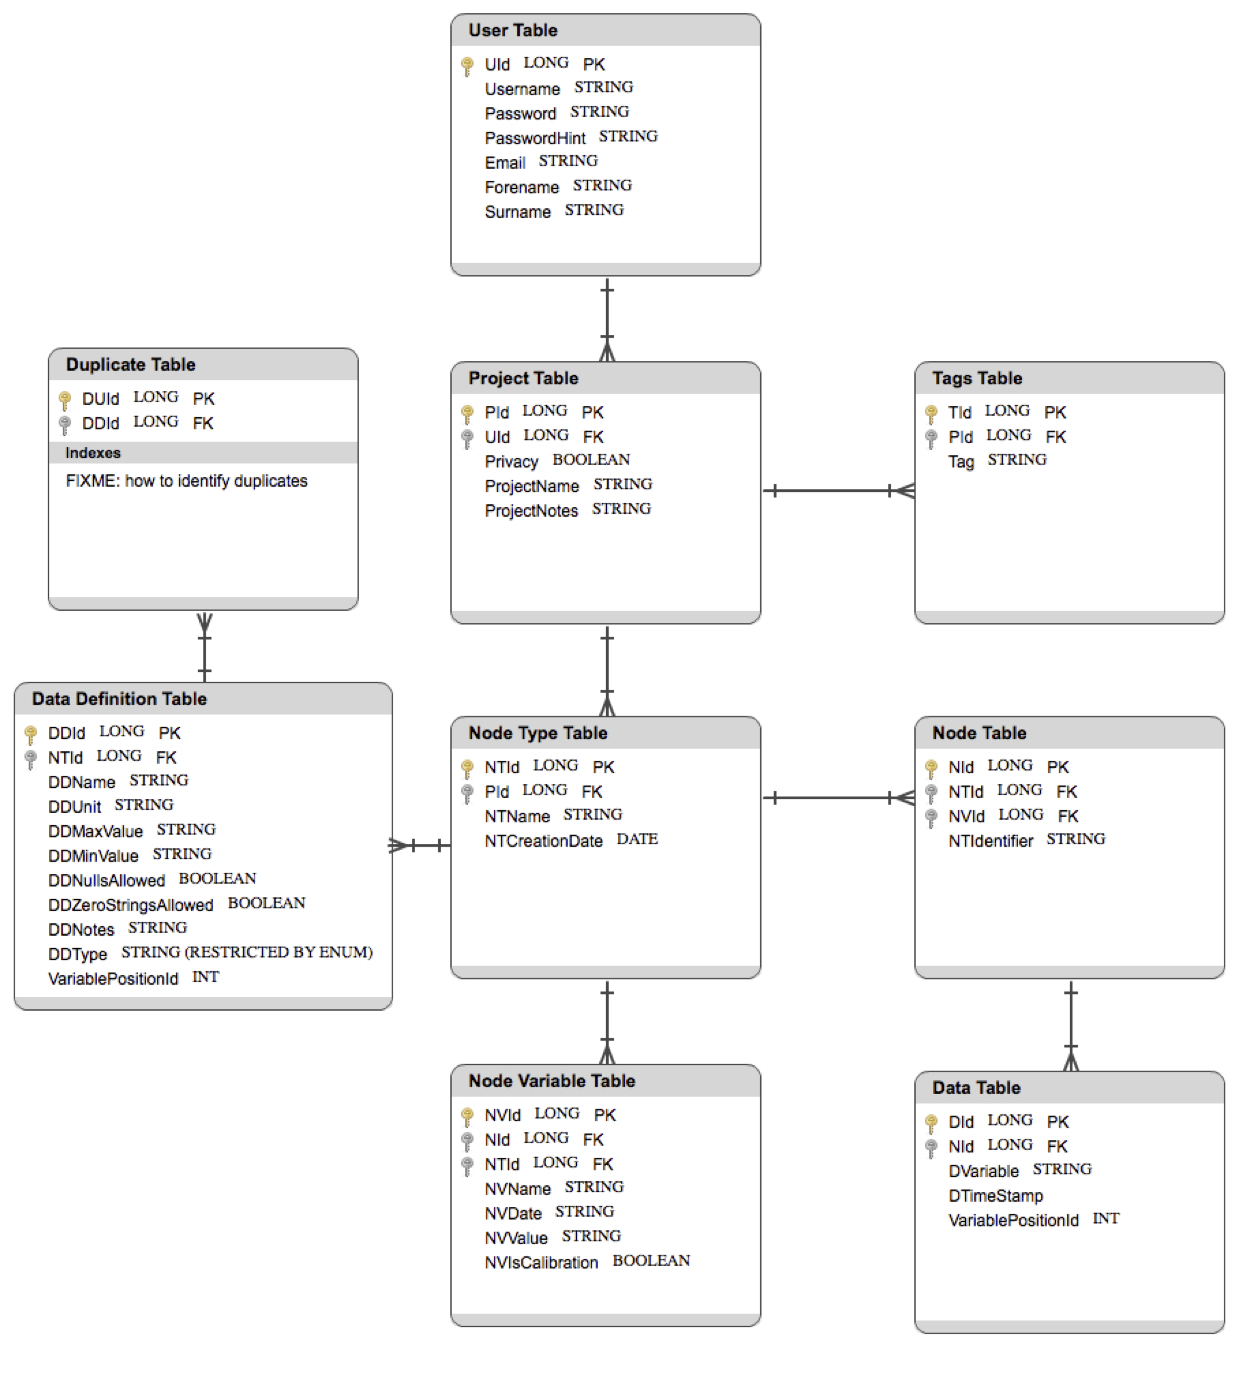 User Table
UId LONG PK
Username STRING
Password STRING
PasswordHint STRING
Email STRING
Forename STRING
Surname STRING
Duplicate Table
DUId LONG PK
DDId LONG FK
Indexes
FIXME: how to identify duplicates
Project Table
PId LONG PK
UId LONG FK
Privacy BOOLEAN
ProjectName STRING
ProjectNotes STRING
Tags Table
TId LONG PK
PId LONG FK
Tag STRING
Data Definition Table
DDId LONG PK
NTId LONG FK
DDName STRING
DDUnit STRING
DDMaxValue STRING
DDMinValue STRING
DDNullsAllowed BOOLEAN
DDZeroStringsAllowed BOOLEAN
DDNotes STRING
DDType STRING (RESTRICTED BY ENUM)
VariablePositionId INT
Node Type Table
NTId LONG PK
PId LONG FK
NTName STRING
NTCreationDate DATE
Node Table
NId LONG PK
NTId LONG FK
NVId LONG FK
NTIdentifier STRING
Node Variable Table
NVId LONG PK
NId LONG FK
NTId LONG FK
NVName STRING
NVDate STRING
NVValue STRING
NVIsCalibration BOOLEAN
Data Table
DId LONG PK
NId LONG FK
DVariable STRING
DTimeStamp
VariablePositionId INT